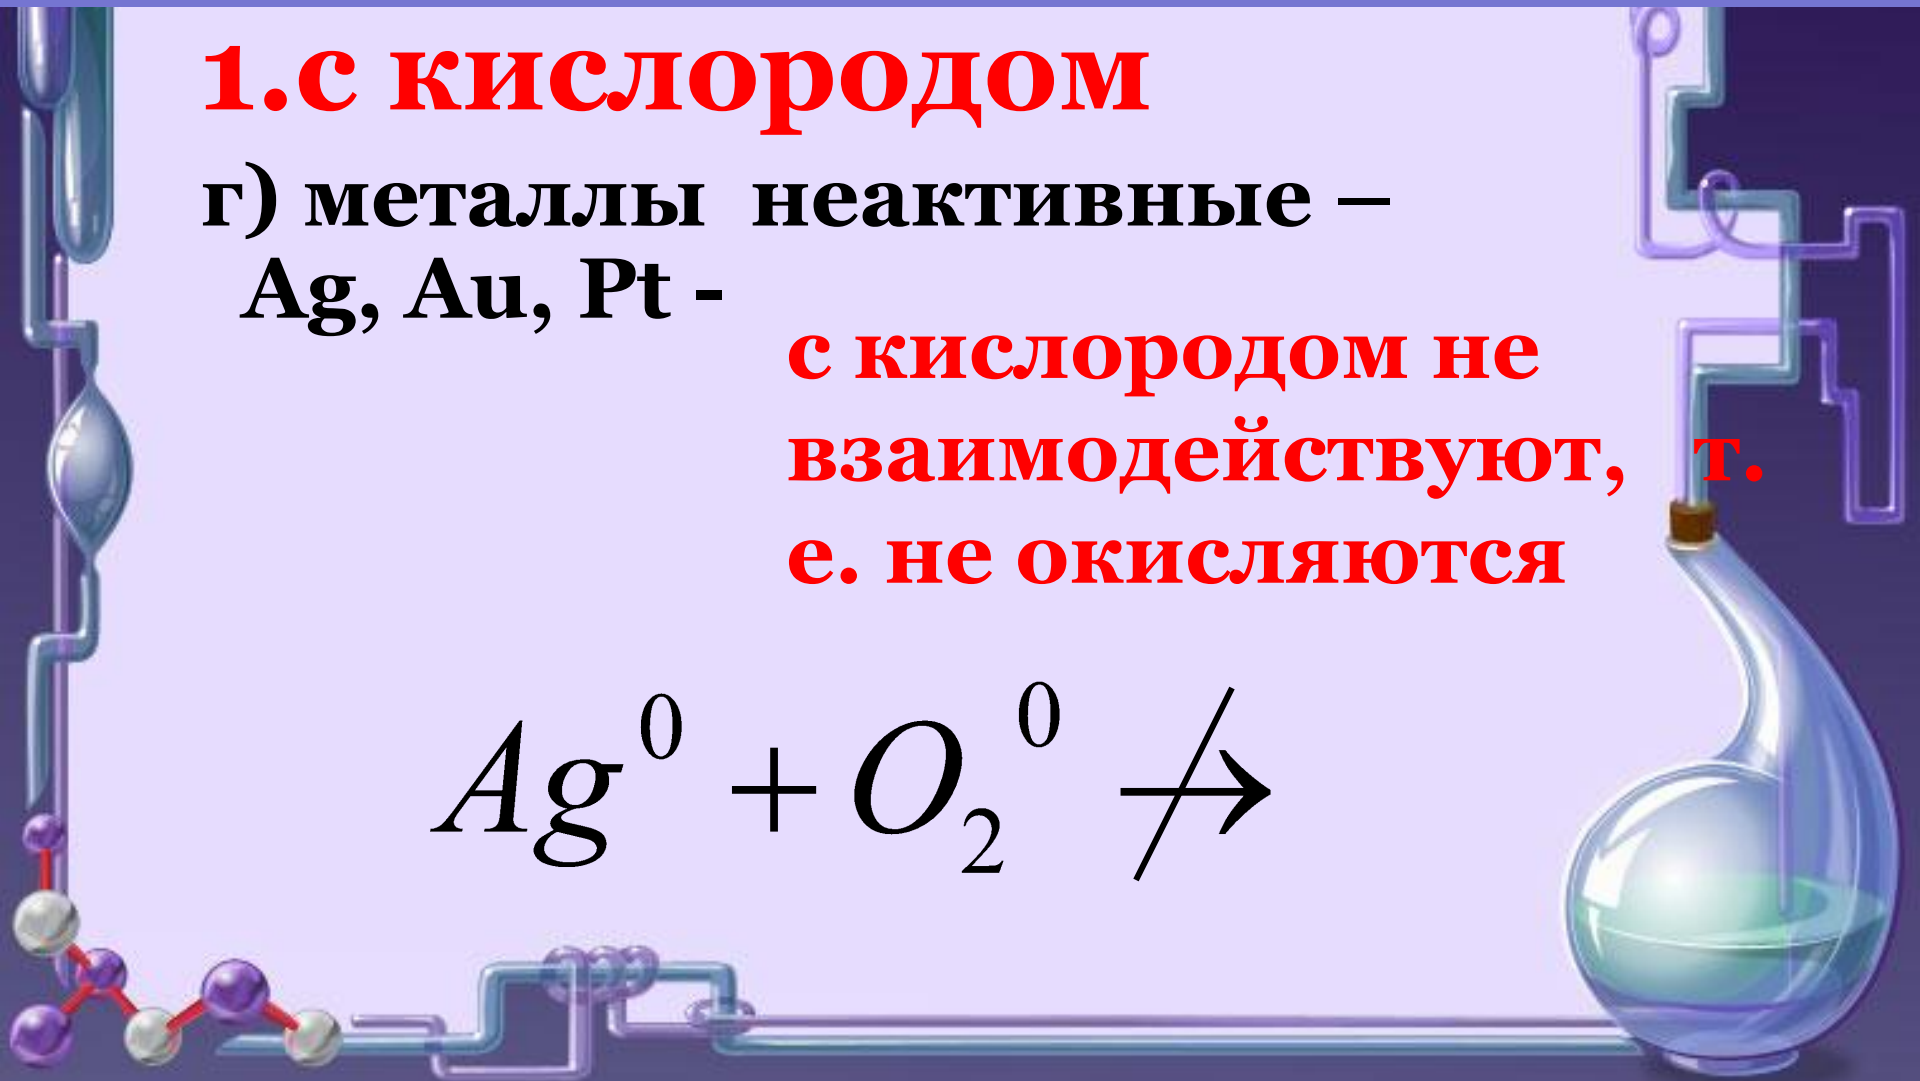 1.с кислородом
г) металлы неактивные –
Ag, Au, Pt -
с кислородом не
взаимодействуют, т.
е. не окисляются
Ag⁰ + O₂⁰ ↛